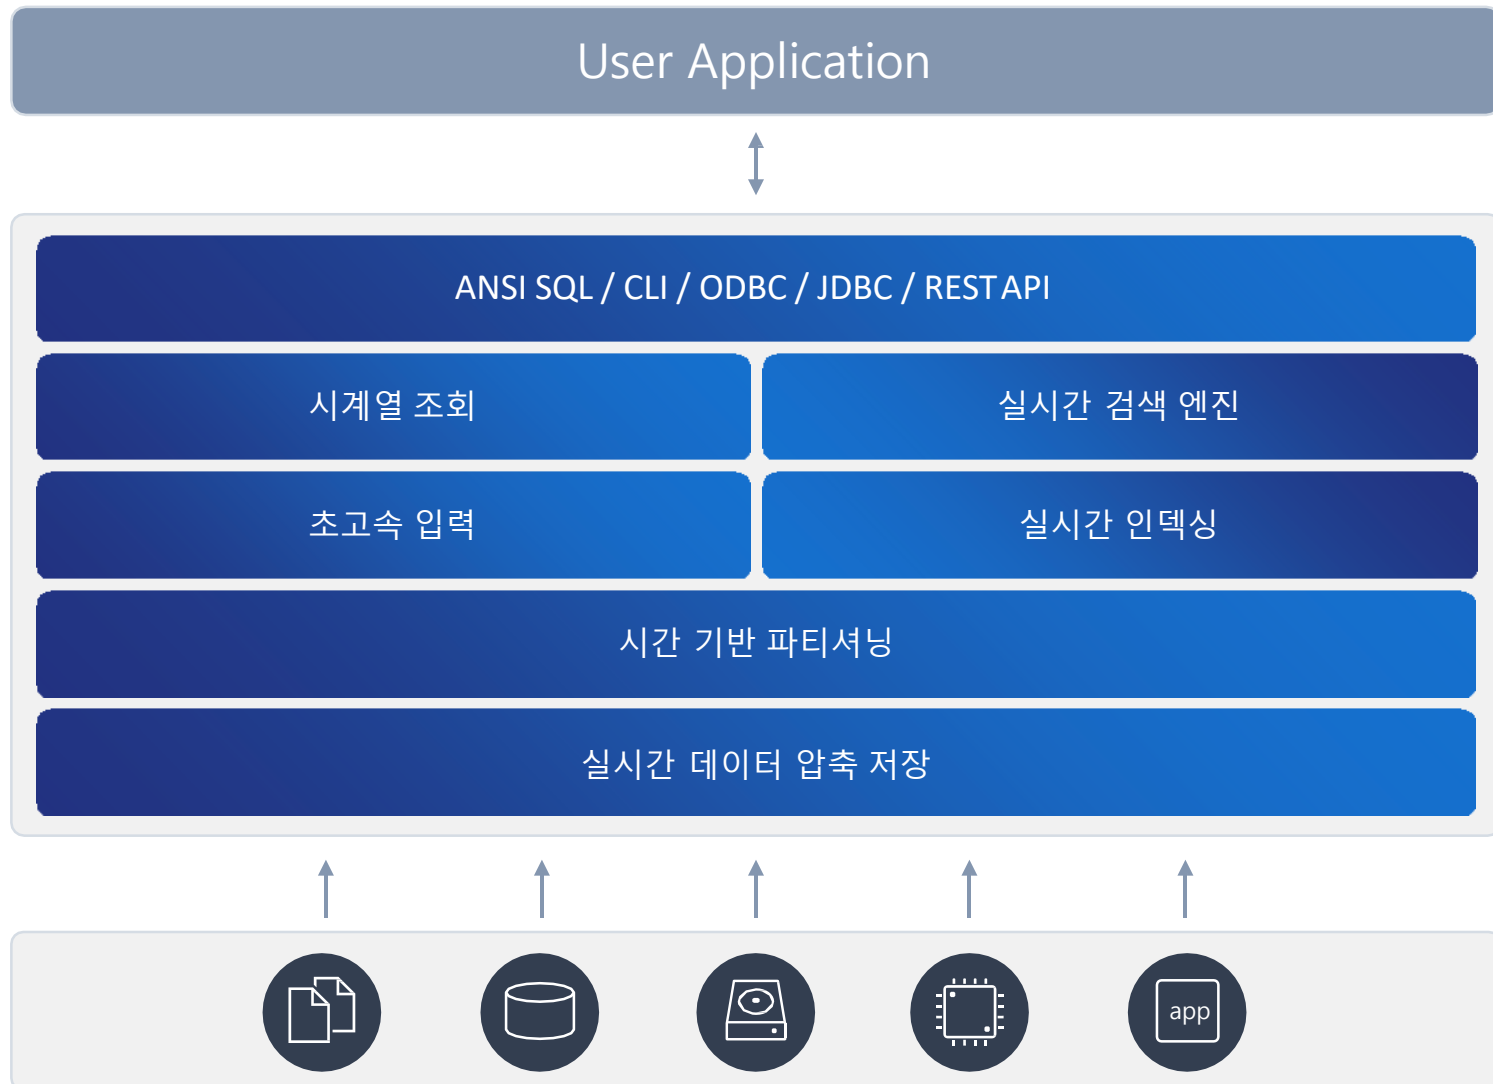 User Application
ANSI SQL / CLI / ODBC / JDBC / REST API
시계열 조회
실시간 검색 엔진
초고속 입력
실시간 인덱싱
시간 기반 파티셔닝
실시간 데이터 압축 저장
app